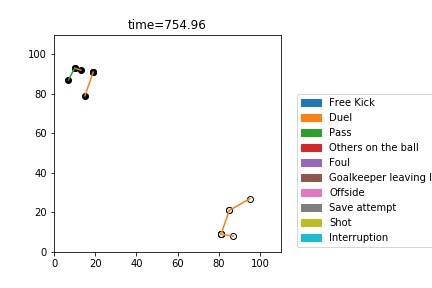 time=754.96
100
80
60
40
20
0
0 20 40 60 80 100
Free Kick
Duel
Pass
Others on the ball
Foul
Goalkeeper leaving l
Offside
Save attempt
Shot
Interruption